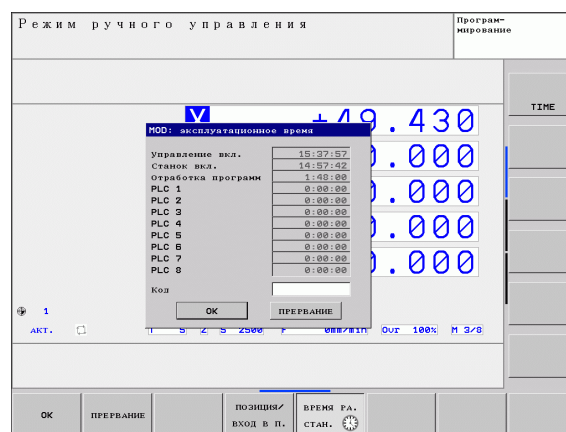 Режим ручного управления
Програм-
мирование
TIME
V +49.430
MOD: эксплуатационное время
Управление вкл. 15:37:57
Станок вкл. 14:57:42
Отработка программ 1:48:00
PLC 1 0:00:00
PLC 2 0:00:00
PLC 3 0:00:00
PLC 4 0:00:00
PLC 5 0:00:00
PLC 6 0:00:00
PLC 7 0:00:00
PLC 8 0:00:00
.000
.000
.000
.000
Код
ОК ПРЕРВАНИЕ
1
АКТ. T 5 Z S 2500 F 0mm/min Ovr 100% M 3/8
ОК ПРЕРВАНИЕ
ПОЗИЦИЯ/
ВХОД В П.
ВРЕМЯ РА.
СТАН.